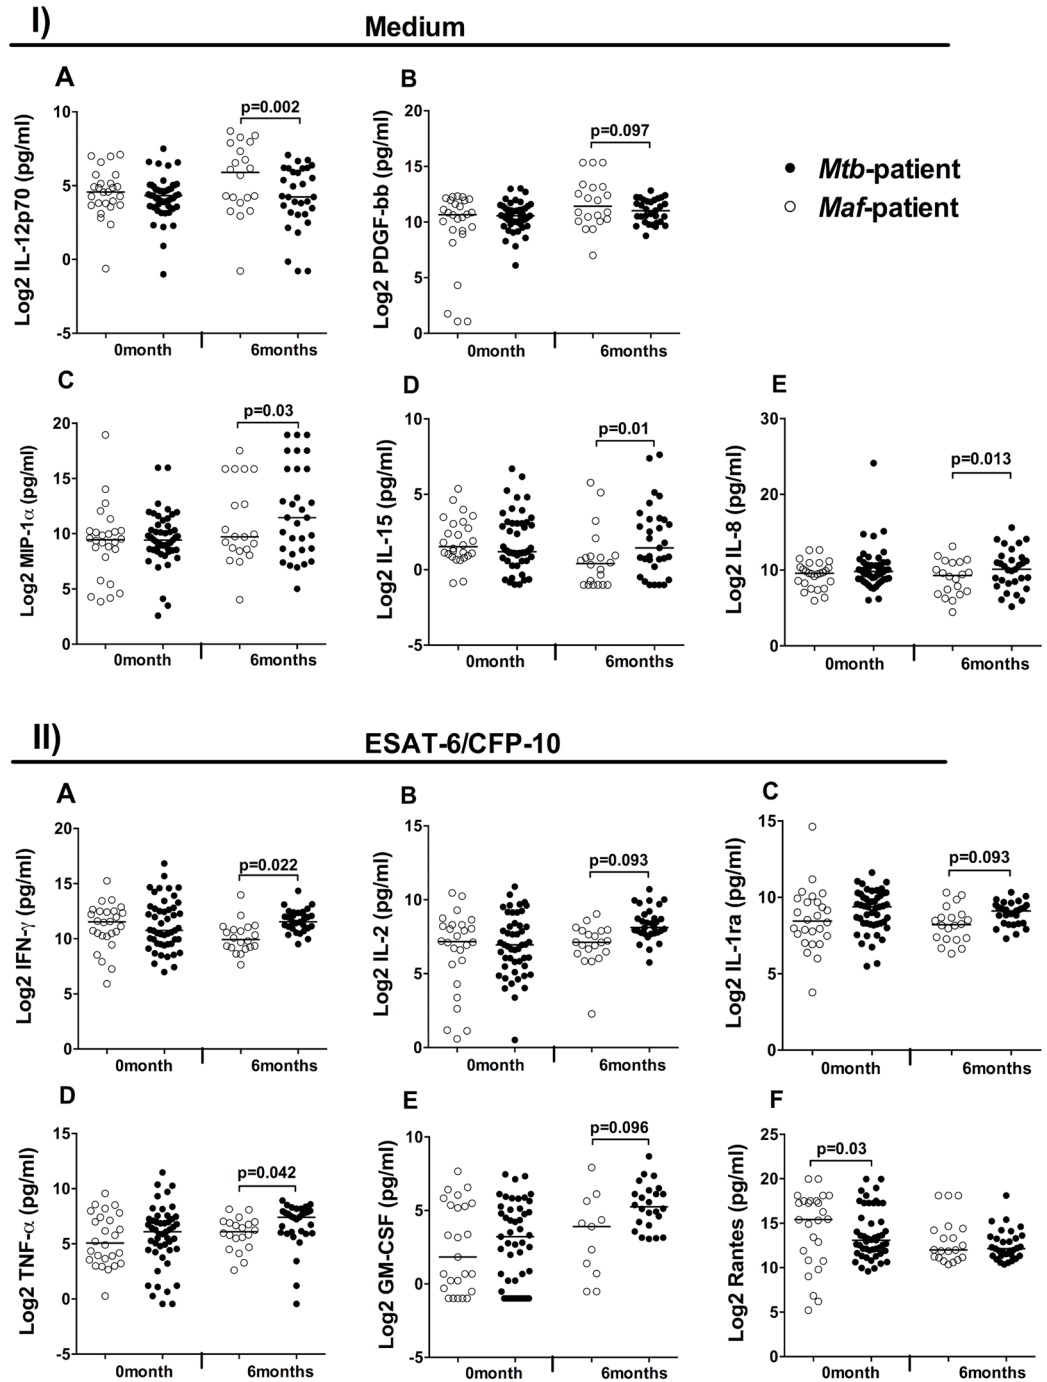 I)
Medium
A
B
Log2 IL-12p70 (pg/ml)
10
5
0
-5
p=0.002
0month
6months
Log2 PDGF-bb (pg/ml)
20
15
10
5
0
p=0.097
0month
6months
Mtb-patient
Maf-patient
C
D
E
Log2 MIP-1α (pg/ml)
20
15
10
5
0
p=0.03
0month
6months
Log2 IL-15 (pg/ml)
10
5
0
-5
p=0.01
0month
6months
Log2 IL-8 (pg/ml)
30
20
10
0
p=0.013
0month
6months
II)
ESAT-6/CFP-10
A
B
C
Log2 IFN-γ (pg/ml)
20
15
10
5
0
p=0.022
0month
6months
Log2 IL-2 (pg/ml)
15
10
5
0
p=0.093
0month
6months
Log2 IL-1ra (pg/ml)
15
10
5
0
p=0.093
0month
6months
D
E
F
Log2 TNF-α (pg/ml)
15
10
5
0
-5
p=0.042
0month
6months
Log2 GM-CSF (pg/ml)
10
5
0
-5
p=0.096
0month
6months
Log2 Rantes (pg/ml)
25
20
15
10
5
0
p=0.03
0month
6months